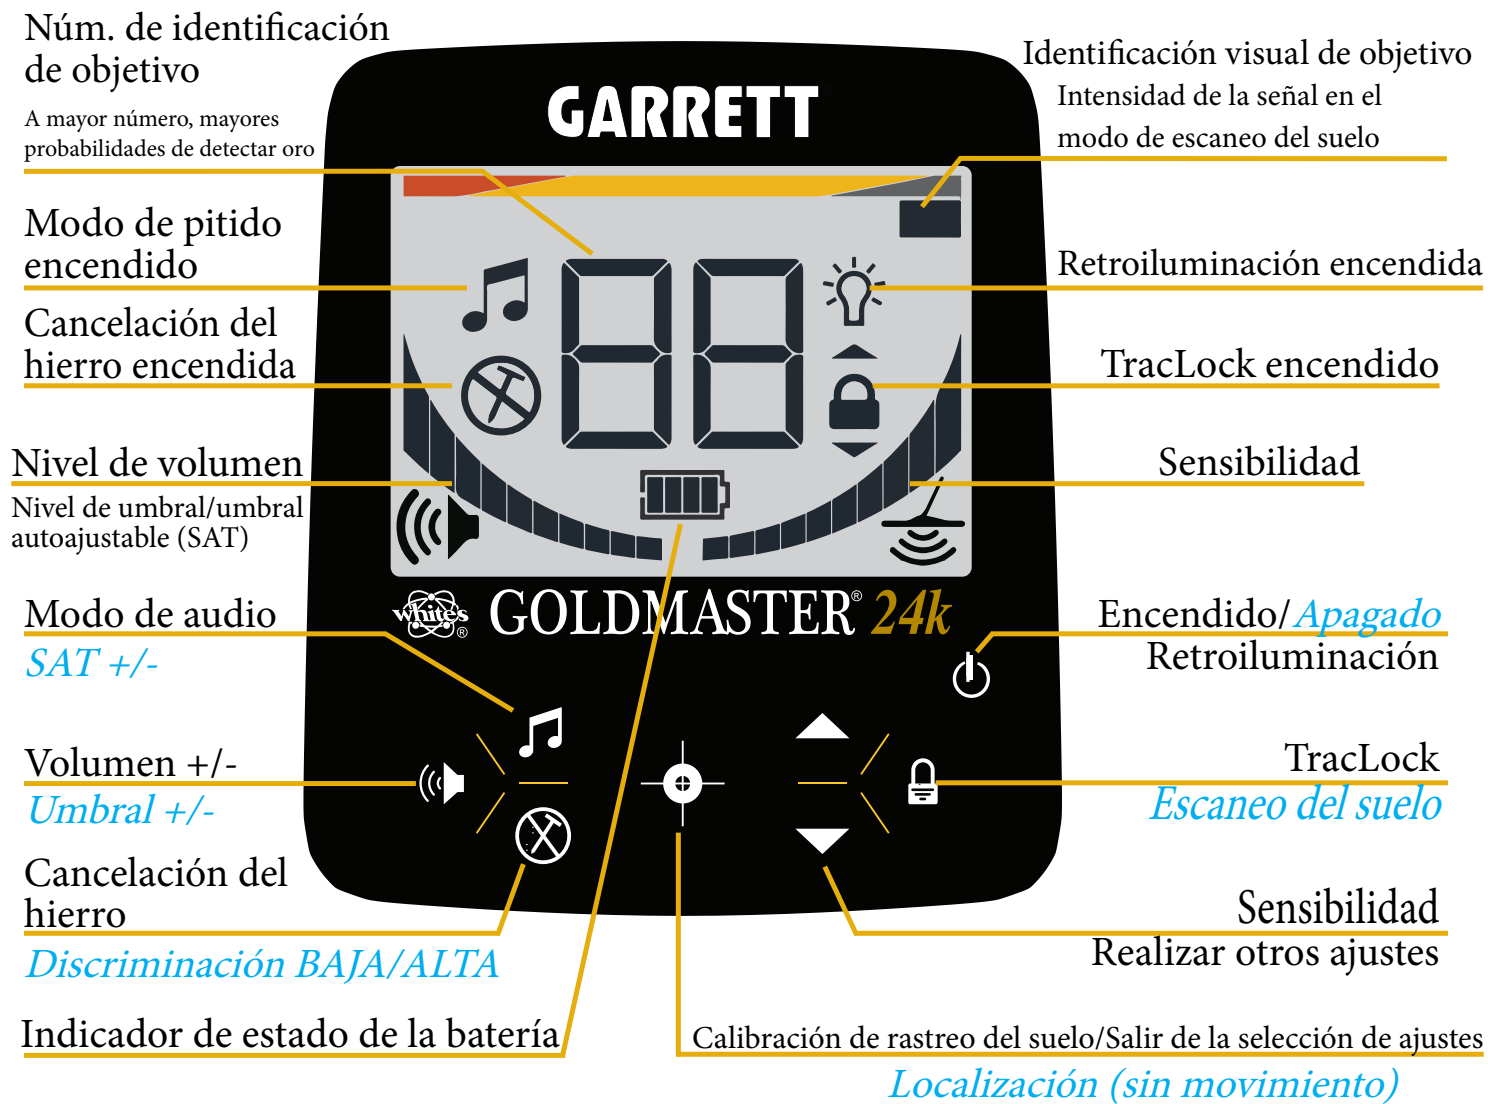 Núm. de identificación
de objetivo
A mayor número, mayores
probabilidades de detectar oro
Modo de pitido
encendido
Cancelación del
hierro encendida
Nivel de volumen
Nivel de umbral/umbral
autoajustable (SAT)
Modo de audio
SAT +/-
Volumen +/-
Umbral +/-
Cancelación del
hierro
Discriminación BAJA/ALTA
Indicador de estado de la batería
GARRETT
88
white's®
GOLDMASTER® 24k
Identificación visual de objetivo
Intensidad de la señal en el
modo de escaneo del suelo
Retroiluminación encendida
TracLock encendido
Sensibilidad
Encendido/Apagado
Retroiluminación
TracLock
Escaneo del suelo
Sensibilidad
Realizar otros ajustes
Calibración de rastreo del suelo/Salir de la selección de ajustes
Localización (sin movimiento)